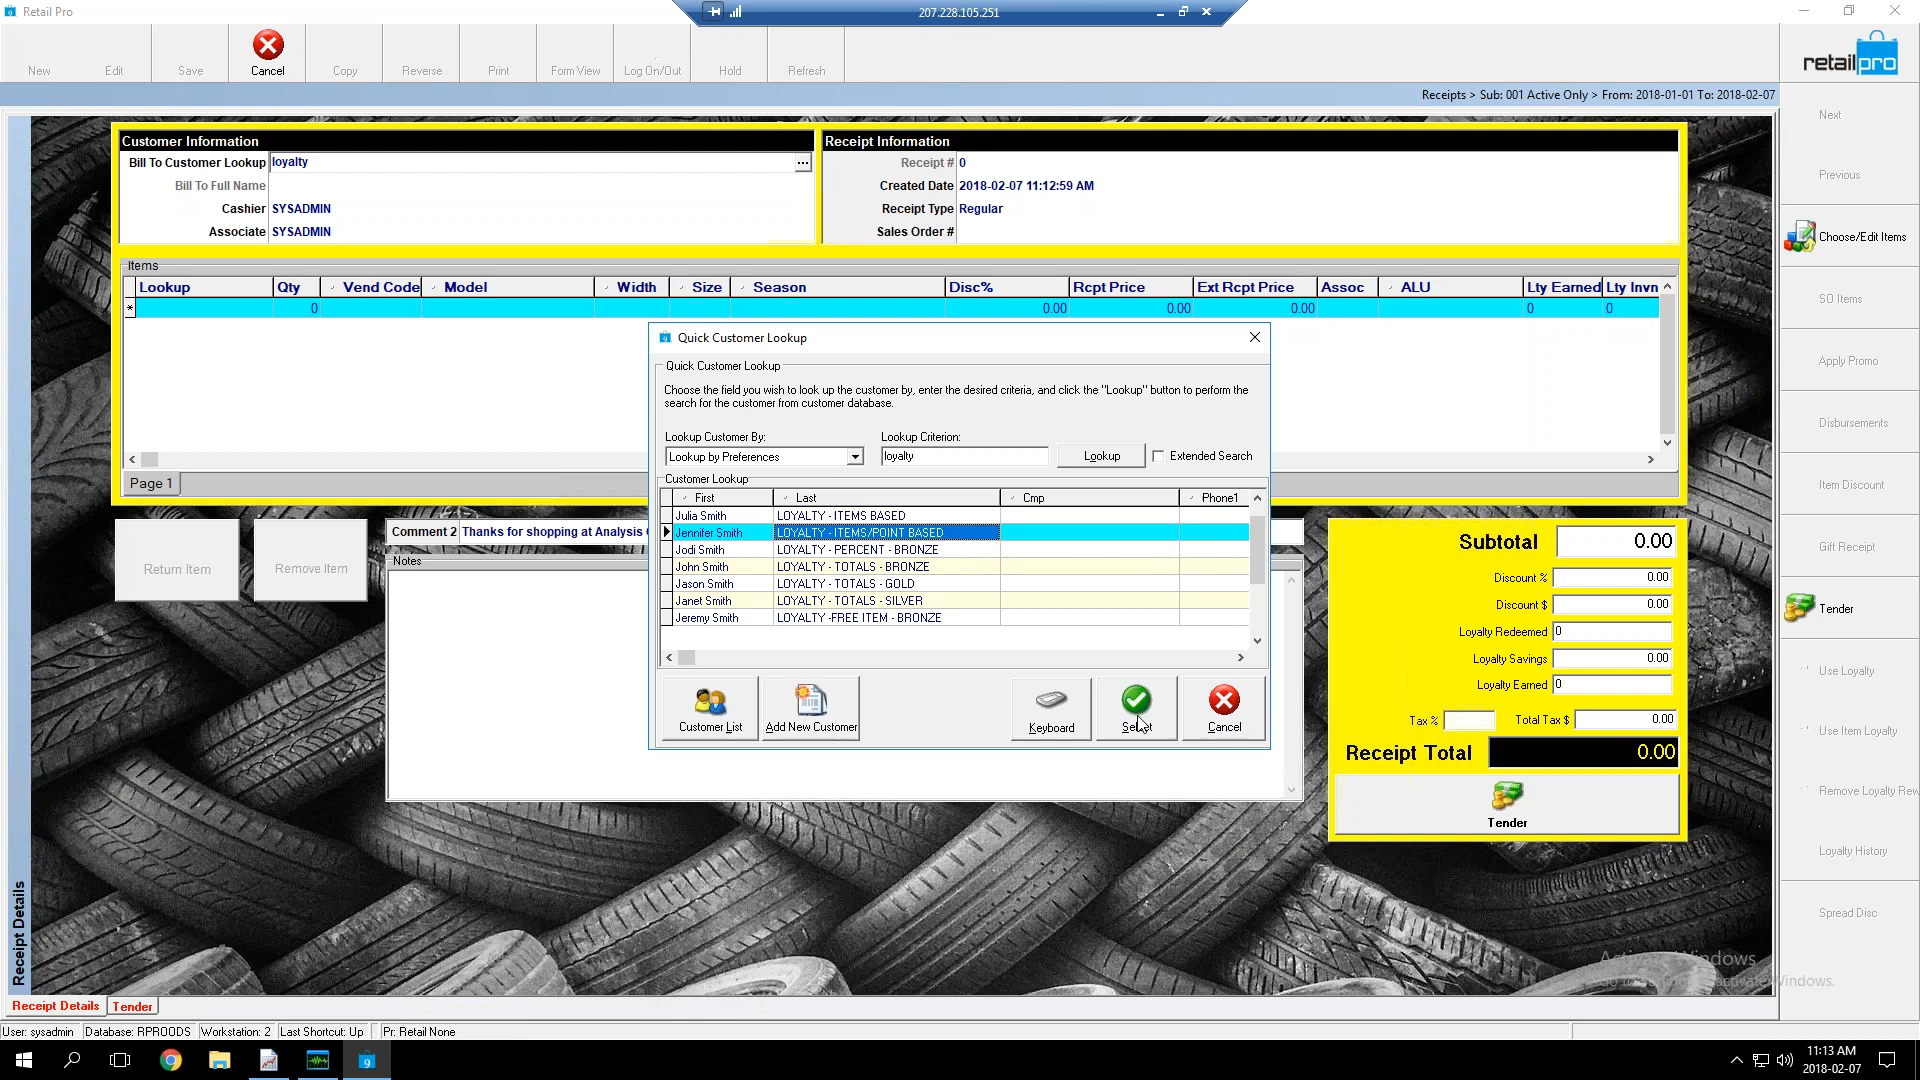 Retail Pro
207.228.105.251
New
Edit
Save
Cancel
Copy
Reverse
Print
Form View
Log On/Out
Hold
Refresh
retailpro
Receipts > Sub: 001 Active Only > From: 2018-01-01 To: 2018-02-07
Customer Information
Bill To Customer Lookup loyalty ...
Bill To Full Name
Cashier SYSADMIN
Associate SYSADMIN
Receipt Information
Receipt # 0
Created Date 2018-02-07 11:12:59 AM
Receipt Type Regular
Sales Order #
Items
Lookup Qty Vend Code Model Width Size Season Disc% Rcpt Price Ext Rcpt Price Assoc ALU Lty Earned Lty Invn
* 0 0.00 0.00 0.00 0 0
Page 1
Quick Customer Lookup
Quick Customer Lookup
Choose the field you wish to look up the customer by, enter the desired criteria, and click the "Lookup" button to perform the
search for the customer from customer database.
Lookup Customer By:
Lookup by Preferences
Lookup Criterion:
loyalty
Lookup
Extended Search
Customer Lookup
First Last Cmp Phone1
Julia Smith LOYALTY - ITEMS BASED
Jennifer Smith LOYALTY - ITEMS/POINT BASED
Jodi Smith LOYALTY - PERCENT - BRONZE
John Smith LOYALTY - TOTALS - BRONZE
Jason Smith LOYALTY - TOTALS - GOLD
Janet Smith LOYALTY - TOTALS - SILVER
Jeremy Smith LOYALTY -FREE ITEM - BRONZE
Customer List
Add New Customer
Keyboard
Select
Cancel
Return Item
Remove Item
Comment 2 Thanks for shopping at Analysis
Notes
Subtotal 0.00
Discount % 0.00
Discount $ 0.00
Loyalty Redeemed 0
Loyalty Savings 0.00
Loyalty Earned 0
Tax % Total Tax $ 0.00
Receipt Total 0.00
Tender
Next
Previous
Choose/Edit Items
SO Items
Apply Promo
Disbursements
Item Discount
Gift Receipt
Tender
Use Loyalty
Use Item Loyalty
Remove Loyalty Rew
Loyalty History
Spread Disc
Receipt Details
Receipt Details
Tender
User: sysadmin
Database: RPROODS
Workstation: 2
Last Shortcut: Up
Pr: Retail None
9
11:13 AM
2018-02-07